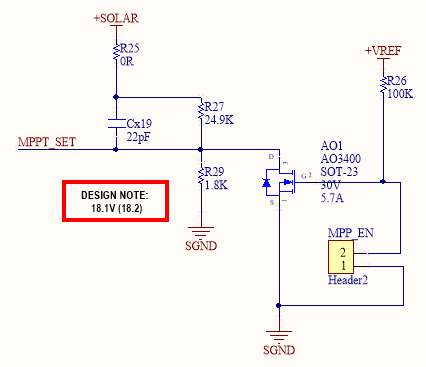 +SOLAR
R25
0R
+VREF
R26
100K
R27
24.9K
Cx19
22pF
MPPT_SET
R29
1.8K
D
G 2
S
AO1
AO3400
SOT-23
30V
5.7A
DESIGN NOTE:
18.1V (18.2)
SGND
MPP_EN
2
1
Header2
SGND